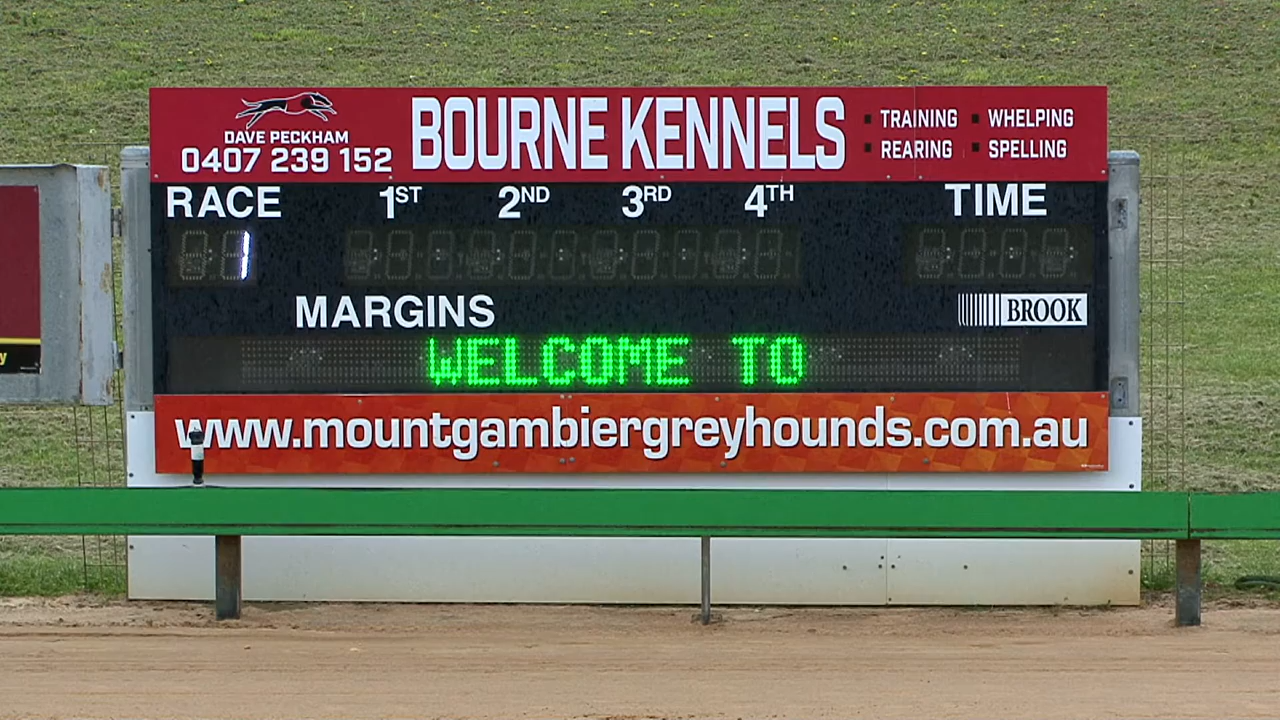 DAVE PECKHAM
0407 239 152
BOURNE KENNELS
TRAINING WHELPING
REARING SPELLING
RACE 1ST 2ND 3RD 4TH TIME
1
MARGINS BROOK
WELCOME TO
www.mountgambiergreyhounds.com.au
y